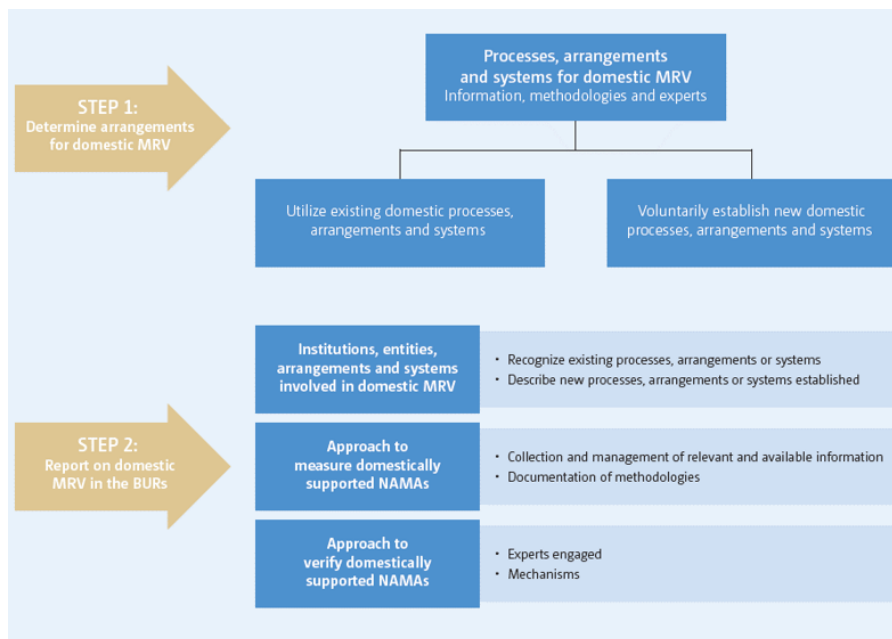 STEP 1:
Determine arrangements
for domestic MRV
Processes, arrangements
and systems for domestic MRV
Information, methodologies and experts
Utilize existing domestic processes,
arrangements and systems
Voluntarily establish new domestic
processes, arrangements and systems
STEP 2:
Report on domestic
MRV in the BURs
Institutions, entities,
arrangements and systems
involved in domestic MRV
• Recognize existing processes, arrangements or systems
• Describe new processes, arrangements or systems established
Approach to
measure domestically
supported NAMAs
• Collection and management of relevant and available information
• Documentation of methodologies
Approach to
verify domestically
supported NAMAs
• Experts engaged
• Mechanisms